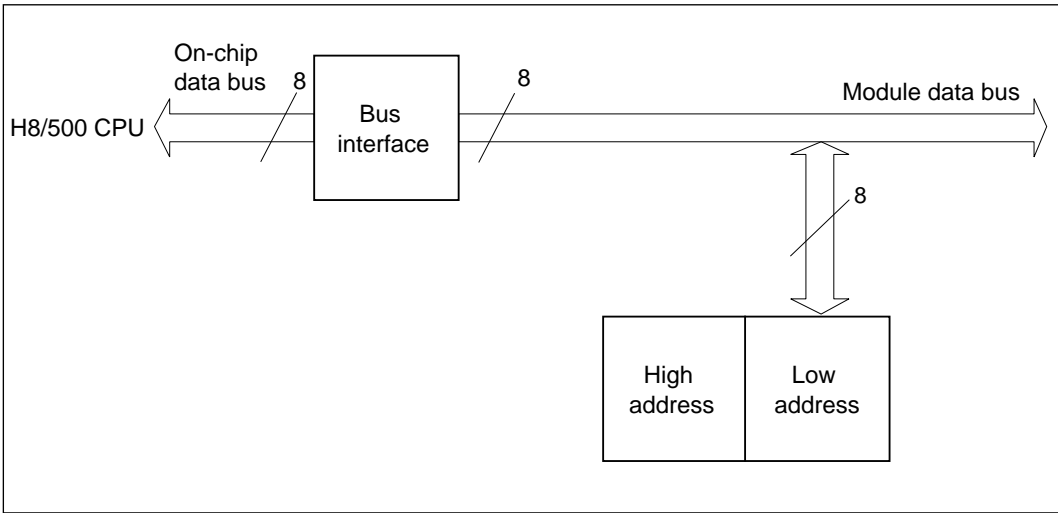 On-chip
data bus
8
8
Module data bus
H8/500 CPU
Bus
interface
8
High
address
Low
address